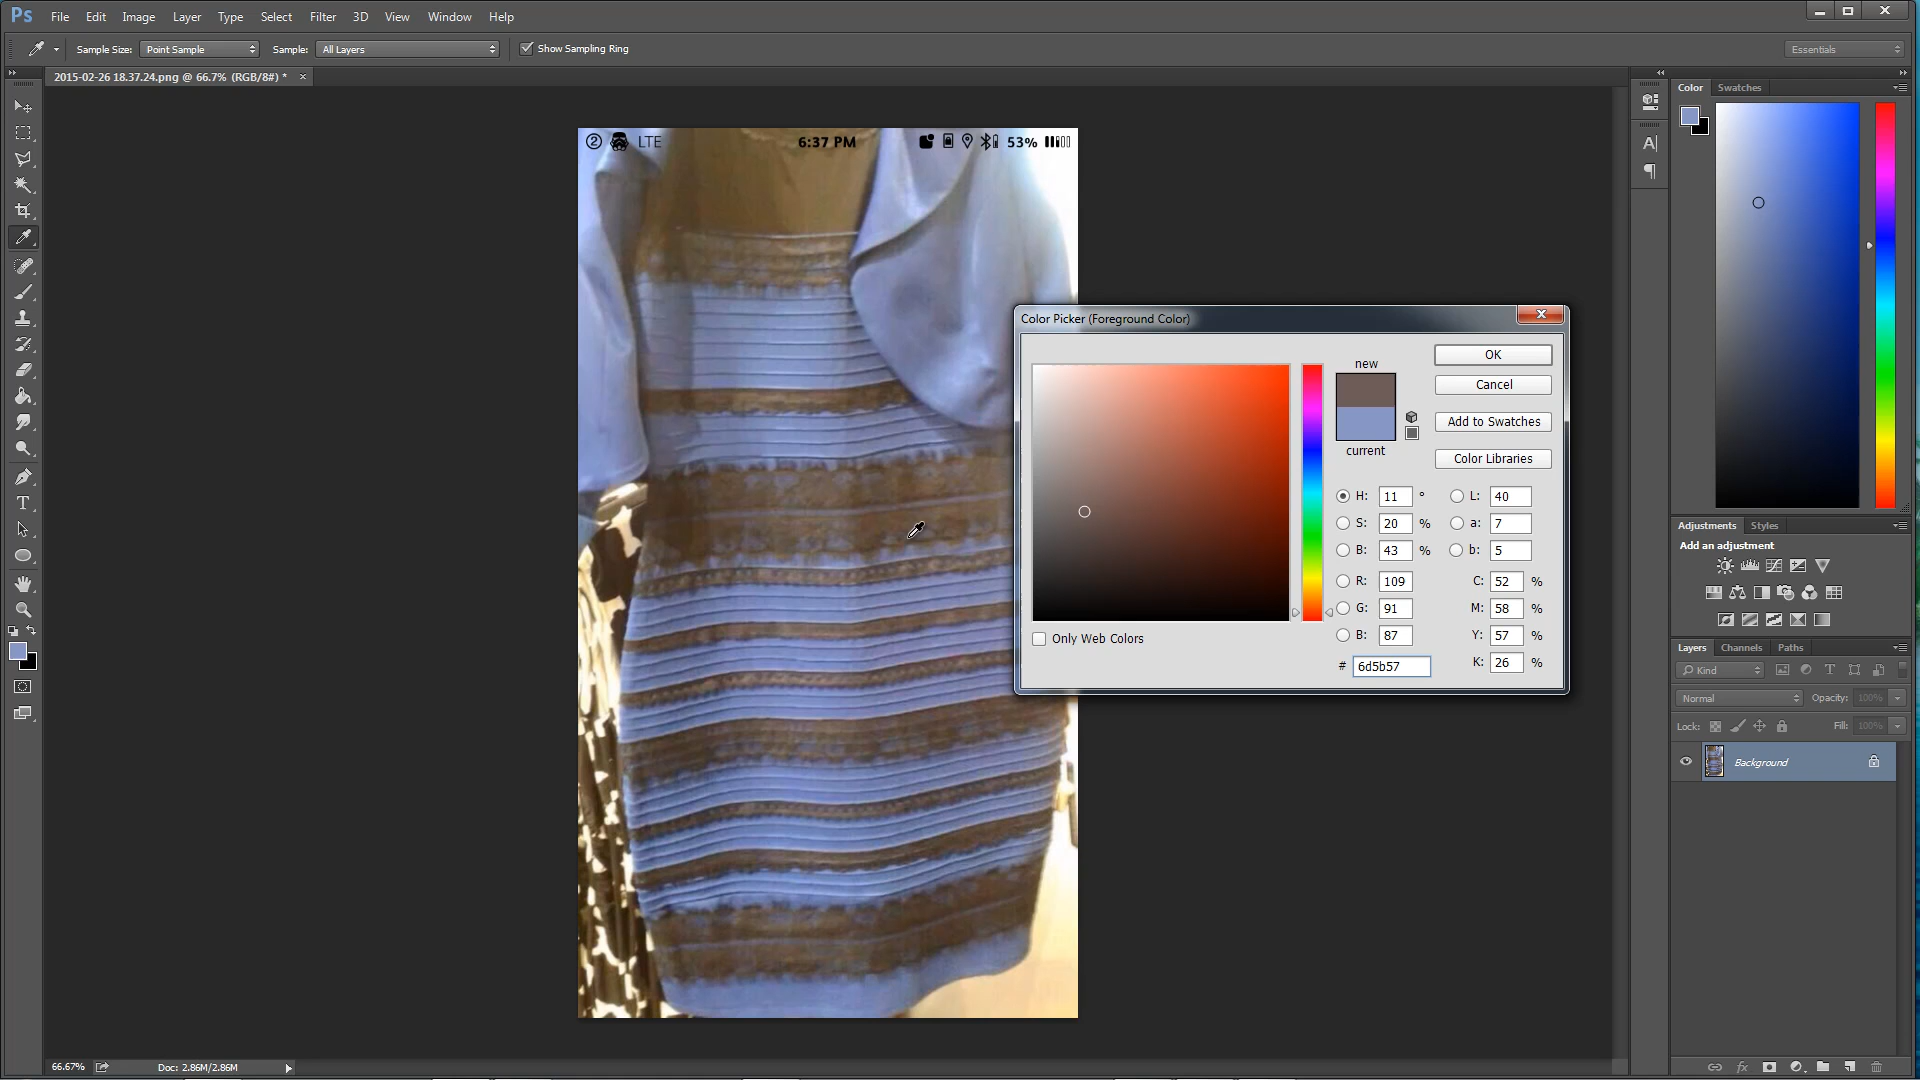 Ps File Edit Image Layer Type Select Filter 3D View Window Help
Sample Size: Point Sample Sample: All Layers Show Sampling Ring Essentials
2015-02-26 18.37.24.png @ 66.7% (RGB/8#) * ×
Color Swatches
2 LTE 6:37 PM 53%
A
T
Color Picker (Foreground Color)
new
current
OK
Cancel
Add to Swatches
Color Libraries
H: 11 °
S: 20 %
B: 43 %
R: 109
G: 91
B: 87
# 6d5b57
L: 40
a: 7
b: 5
C: 52 %
M: 58 %
Y: 57 %
K: 26 %
Only Web Colors
Adjustments Styles
Add an adjustment
Layers Channels Paths
Kind T
Normal Opacity: 100%
Lock: Fill: 100%
Background
fx
66.67% Doc: 2.86M/2.86M